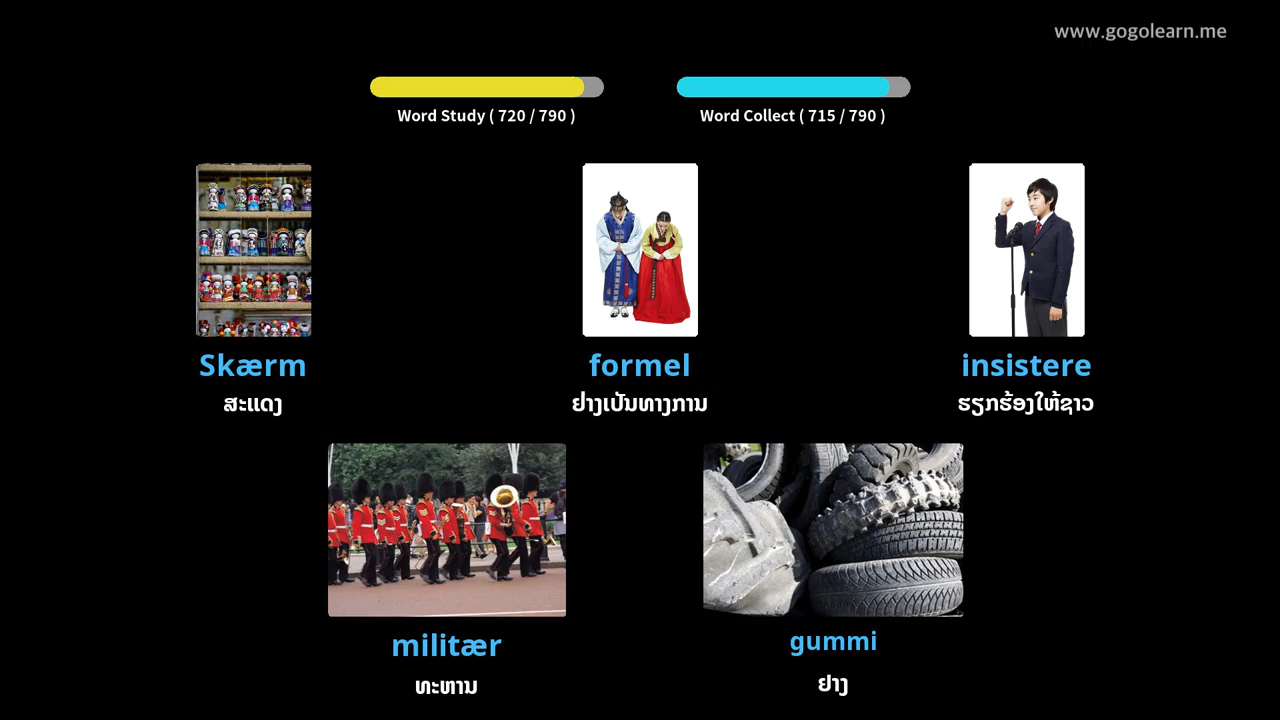 www.gogolearn.me
Word Study ( 720 / 790 )
Word Collect ( 715 / 790 )
Skærm
formel
insistere
ສະແດງ
ຢ່າງເປັນທາງການ
ຮຽກຮ້ອງໃຫ້ຊາວ
militær
gummi
ທະຫານ
ຢາງ